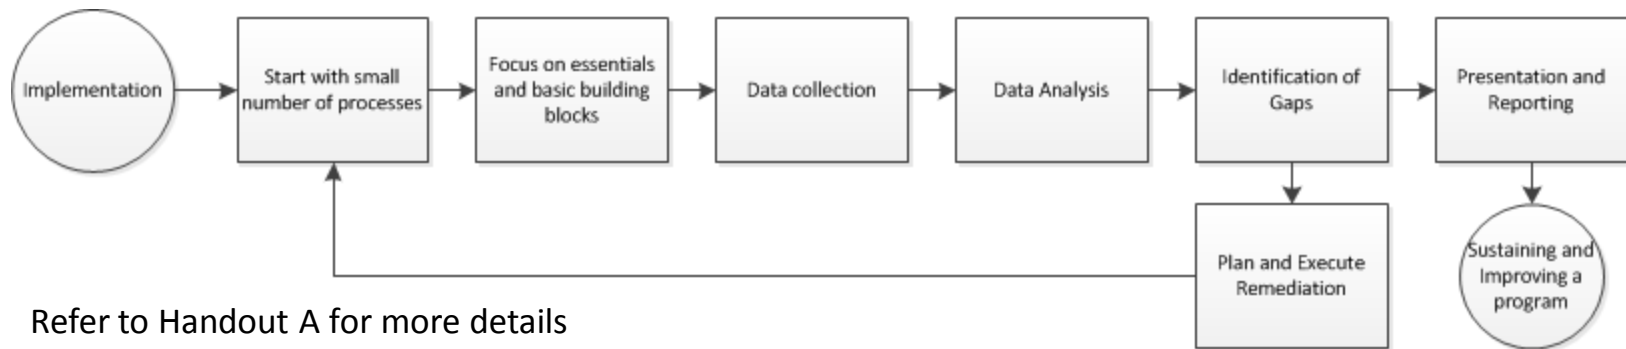 Implementation
Start with small
number of processes
Focus on essentials
and basic building
blocks
Data collection
Data Analysis
Identification of
Gaps
Presentation and
Reporting
Plan and Execute
Remediation
Sustaining and
Improving a
program
Refer to Handout A for more details